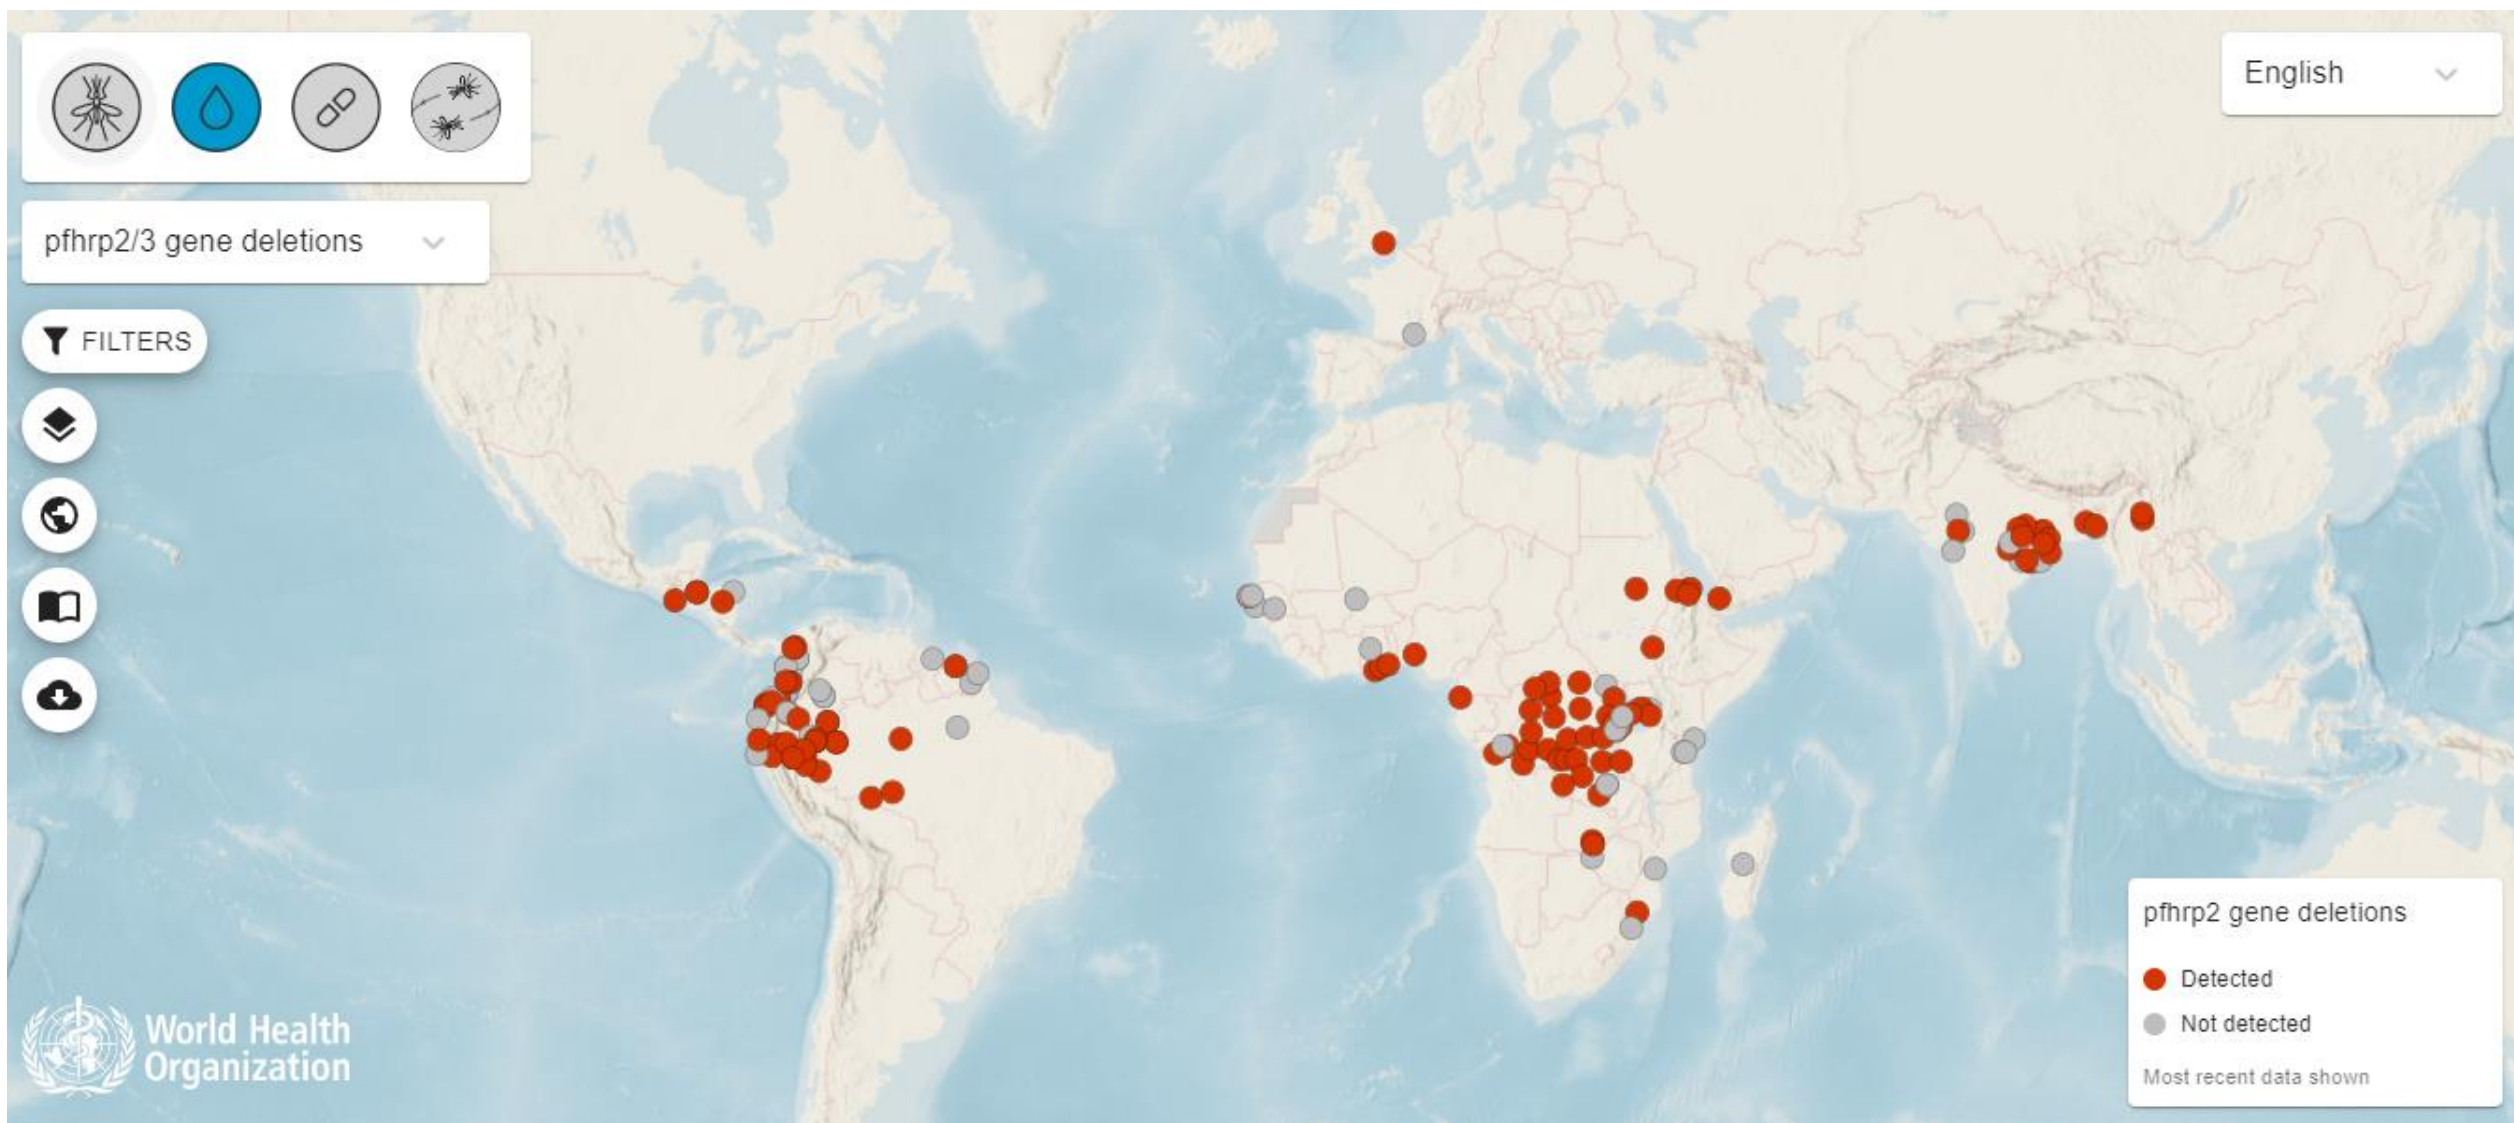 English
pfhrp2/3 gene deletions
FILTERS
pfhrp2 gene deletions
Detected
Not detected
Most recent data shown
World Health
Organization